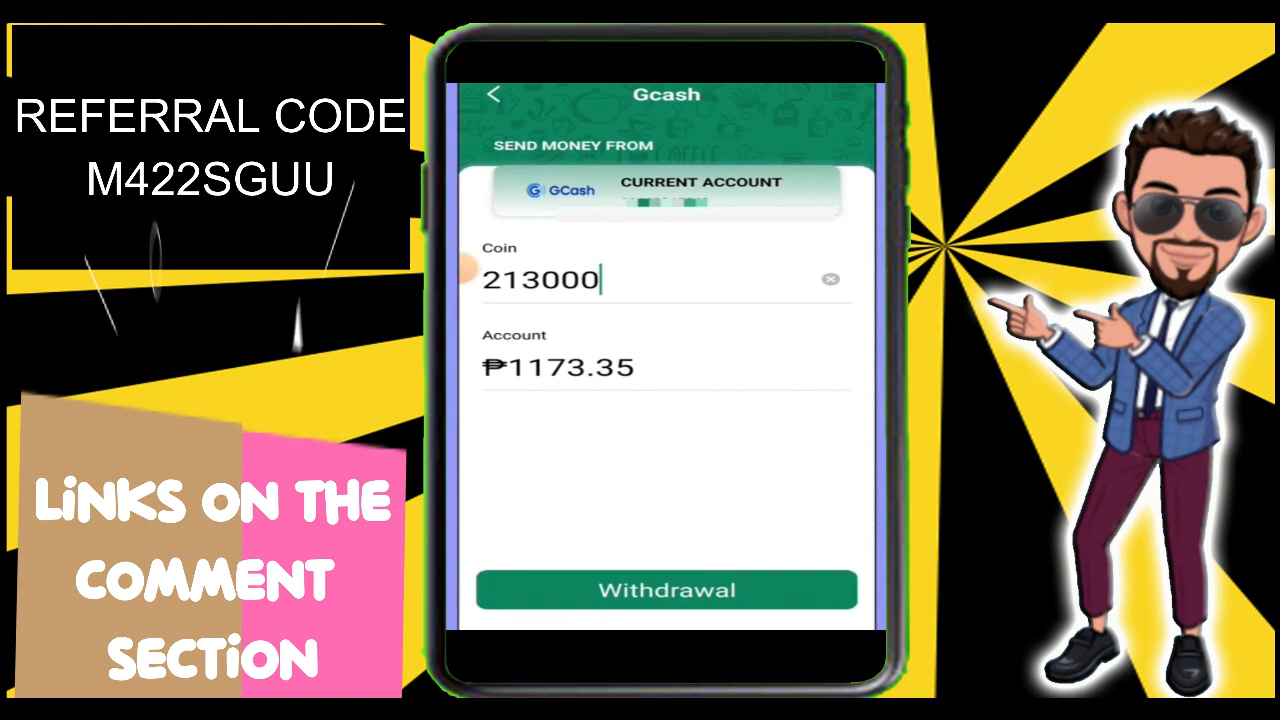 REFERRAL CODE
M422SGUU
LiNKS ON THE
COMMENT
SECTiON
Gcash
SEND MONEY FROM
GCash
CURRENT ACCOUNT
Coin
213000
Account
₱1173.35
Withdrawal